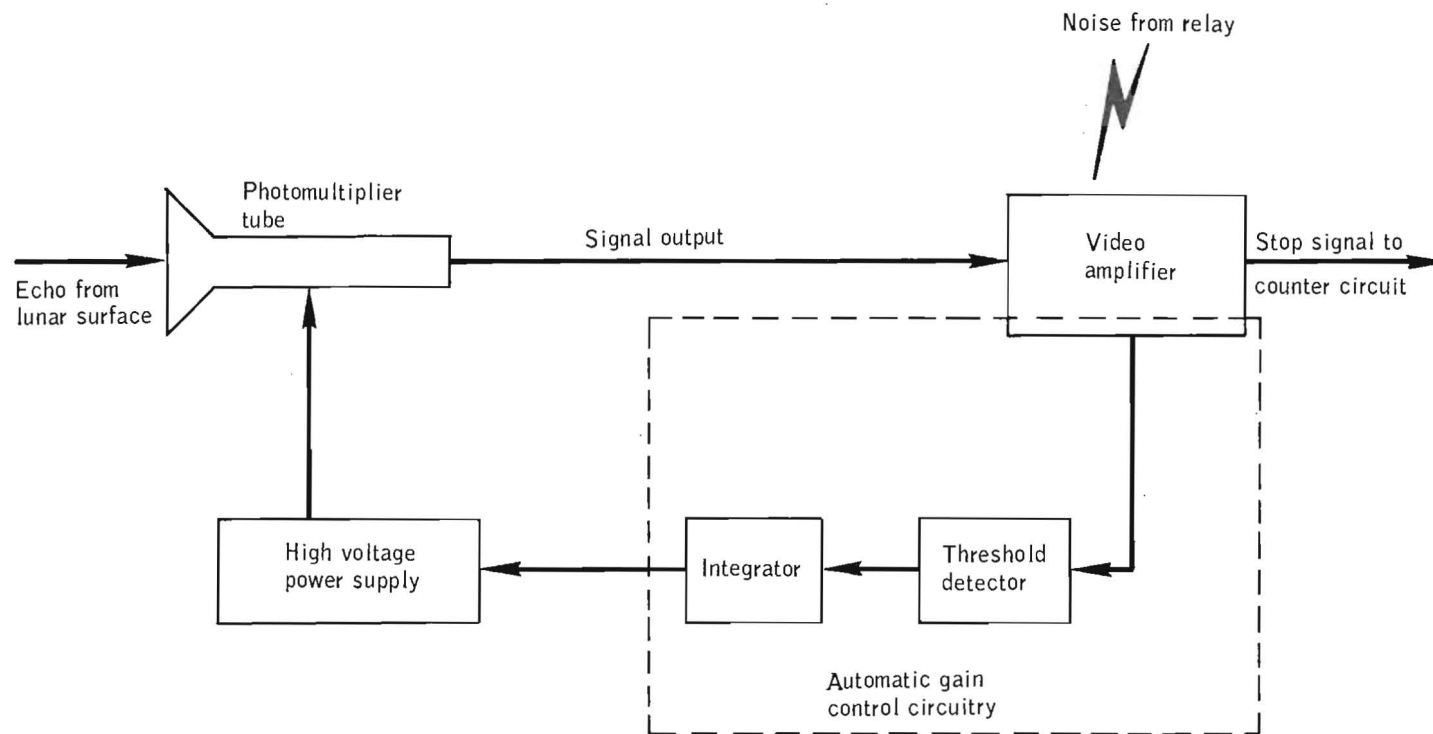 Noise from relay
Photomultiplier
tube
Signal output
Video
amplifier
Stop signal to
counter circuit
Echo from
lunar surface
High voltage
power supply
Integrator
Threshold
detector
Automatic gain
control circuitry